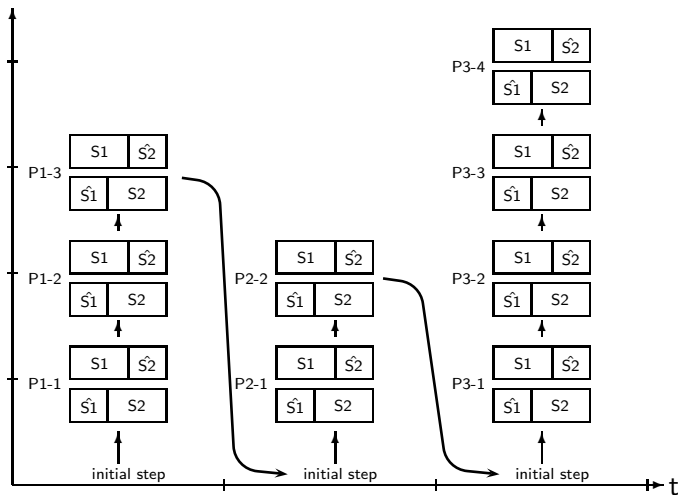 S1 Ŝ2
P3-4
Ŝ1 S2
S1 Ŝ2 S1 Ŝ2
P1-3 P3-3
Ŝ1 S2 Ŝ1 S2
S1 Ŝ2 S1 Ŝ2 S1 Ŝ2
P1-2 P2-2 P3-2
Ŝ1 S2 Ŝ1 S2 Ŝ1 S2
S1 Ŝ2 S1 Ŝ2 S1 Ŝ2
P1-1 P2-1 P3-1
Ŝ1 S2 Ŝ1 S2 Ŝ1 S2
initial step initial step initial step
t